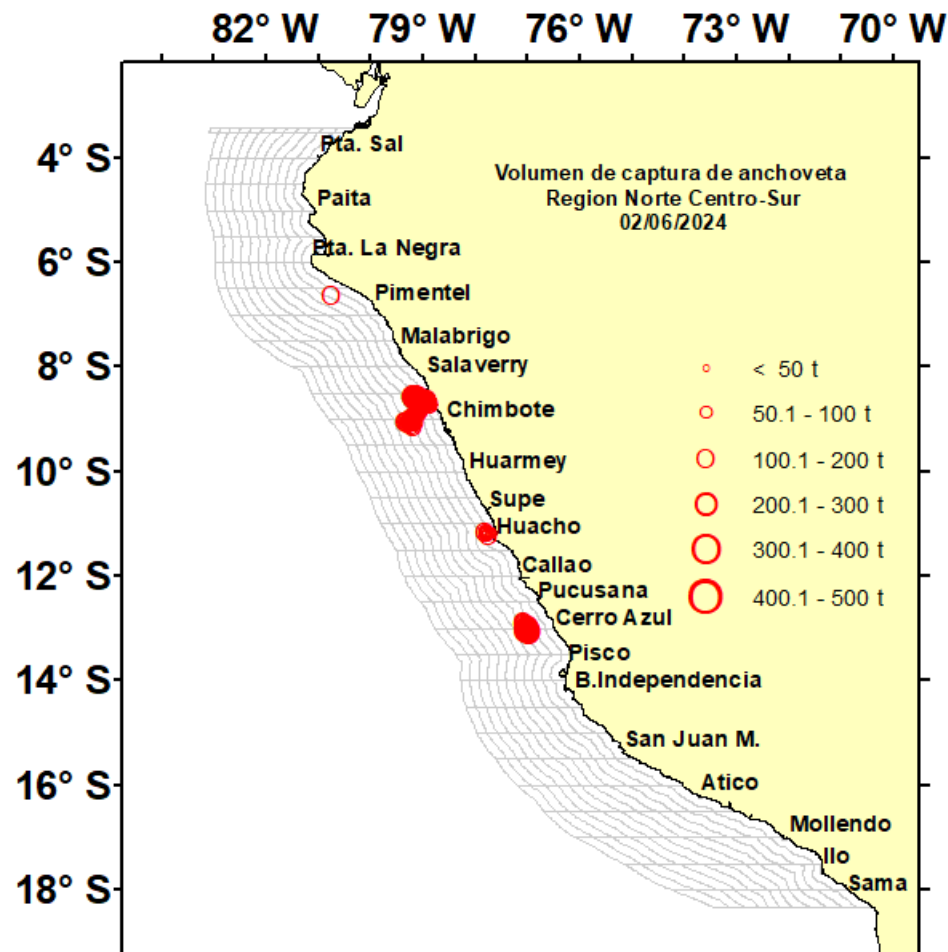 82° W 79° W 76° W 73° W 70° W
4° S
6° S
8° S
10° S
12° S
14° S
16° S
18° S
Volumen de captura de anchoveta
Region Norte Centro-Sur
02/06/2024
Pta. Sal
Paita
Pta. La Negra
Pimentel
Malabrigo
Salaverry
Chimbote
Huarmey
Supe
Huacho
Callao
Pucusana
Cerro Azul
Pisco
B.Independencia
San Juan M.
Atico
Mollendo
Ilo
Sama
< 50 t
50.1 - 100 t
100.1 - 200 t
200.1 - 300 t
300.1 - 400 t
400.1 - 500 t